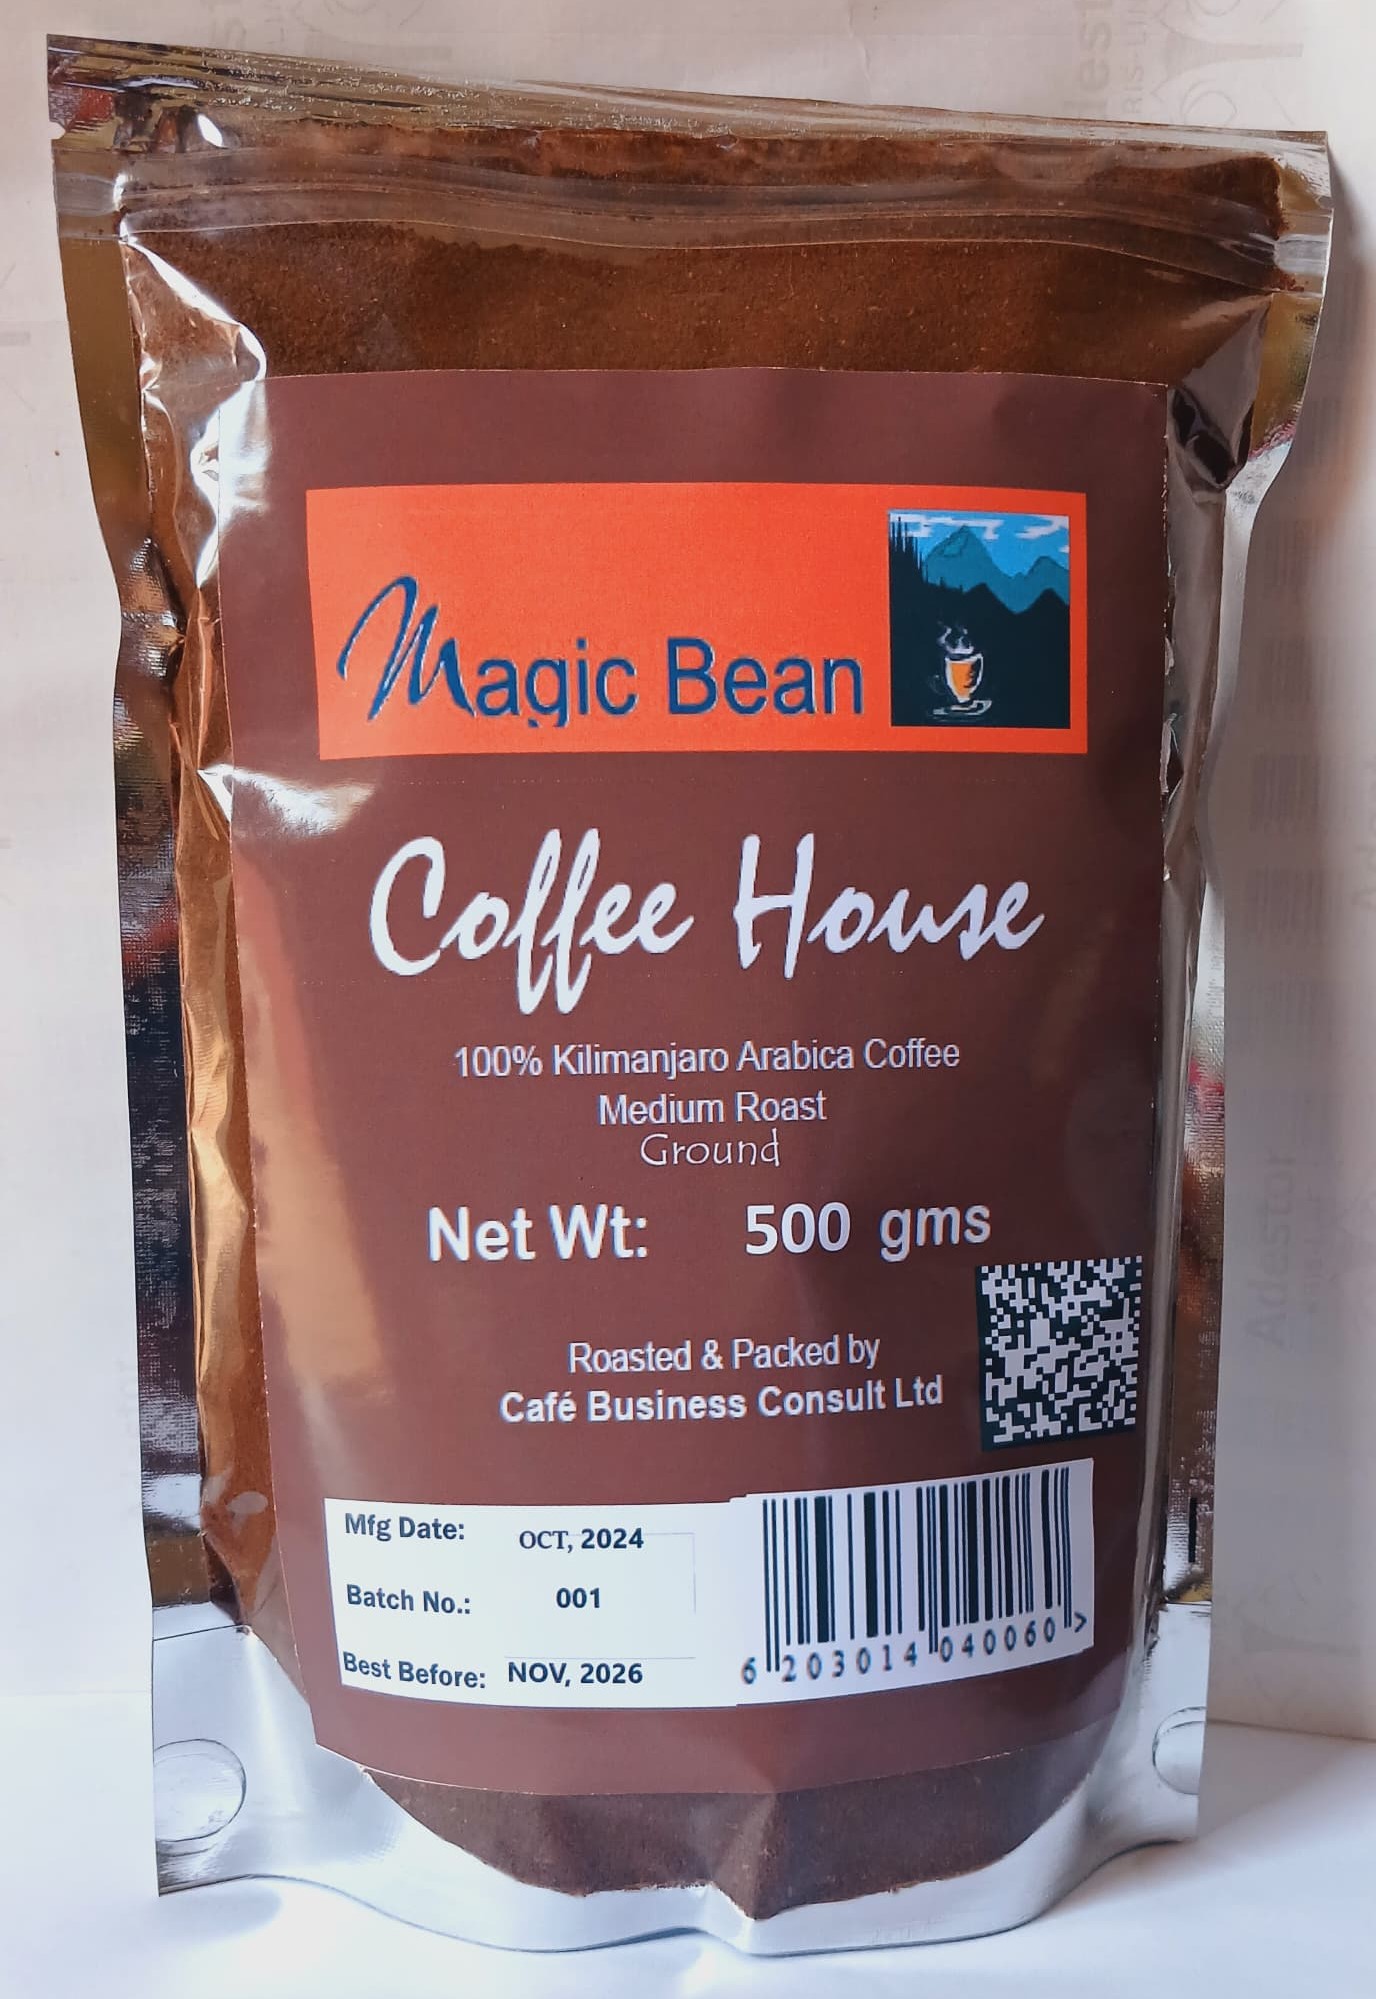 Magic Bean
Coffee House
100% Kilimanjaro Arabica Coffee
Medium Roast
Ground
Net Wt: 500 gms
Roasted & Packed by
Café Business Consult Ltd
Mfg Date: OCT, 2024
Batch No.: 001
Best Before: NOV, 2026
6 203014 040060 >